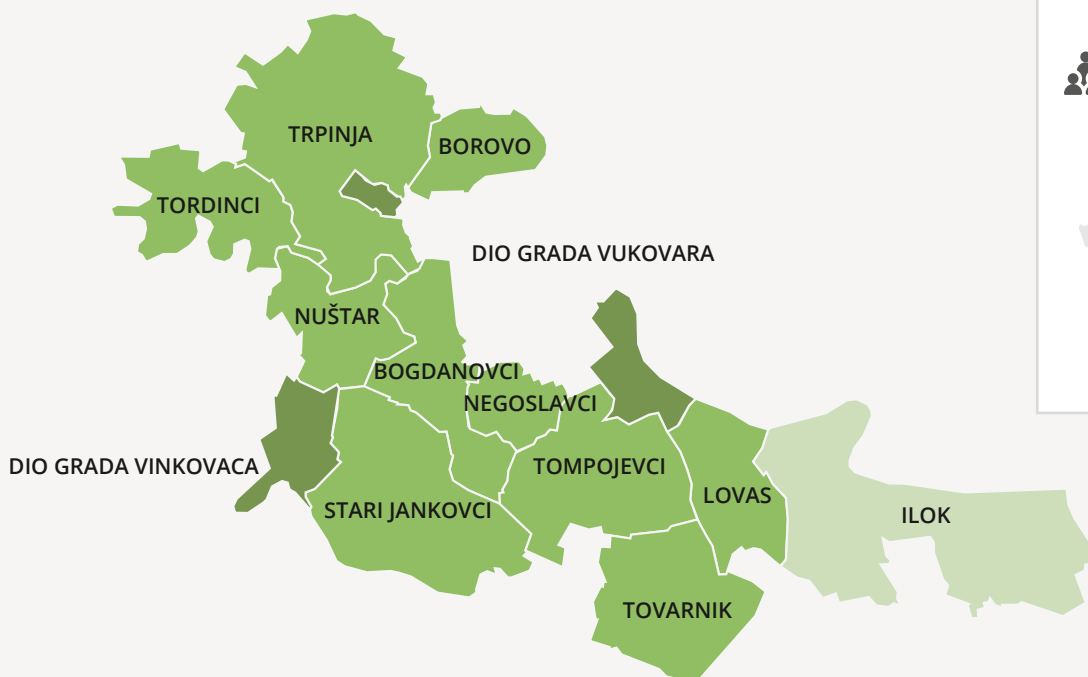 TRPINJA
BOROVO
TORDINCI
DIO GRADA VUKOVARA
NUŠTAR
BOGDANOVCI
NEGOSLAVCI
DIO GRADA VINKOVACA
TOMPOJEVCI
LOVAS
STARI JANKOVCI
ILOK
TOVARNIK